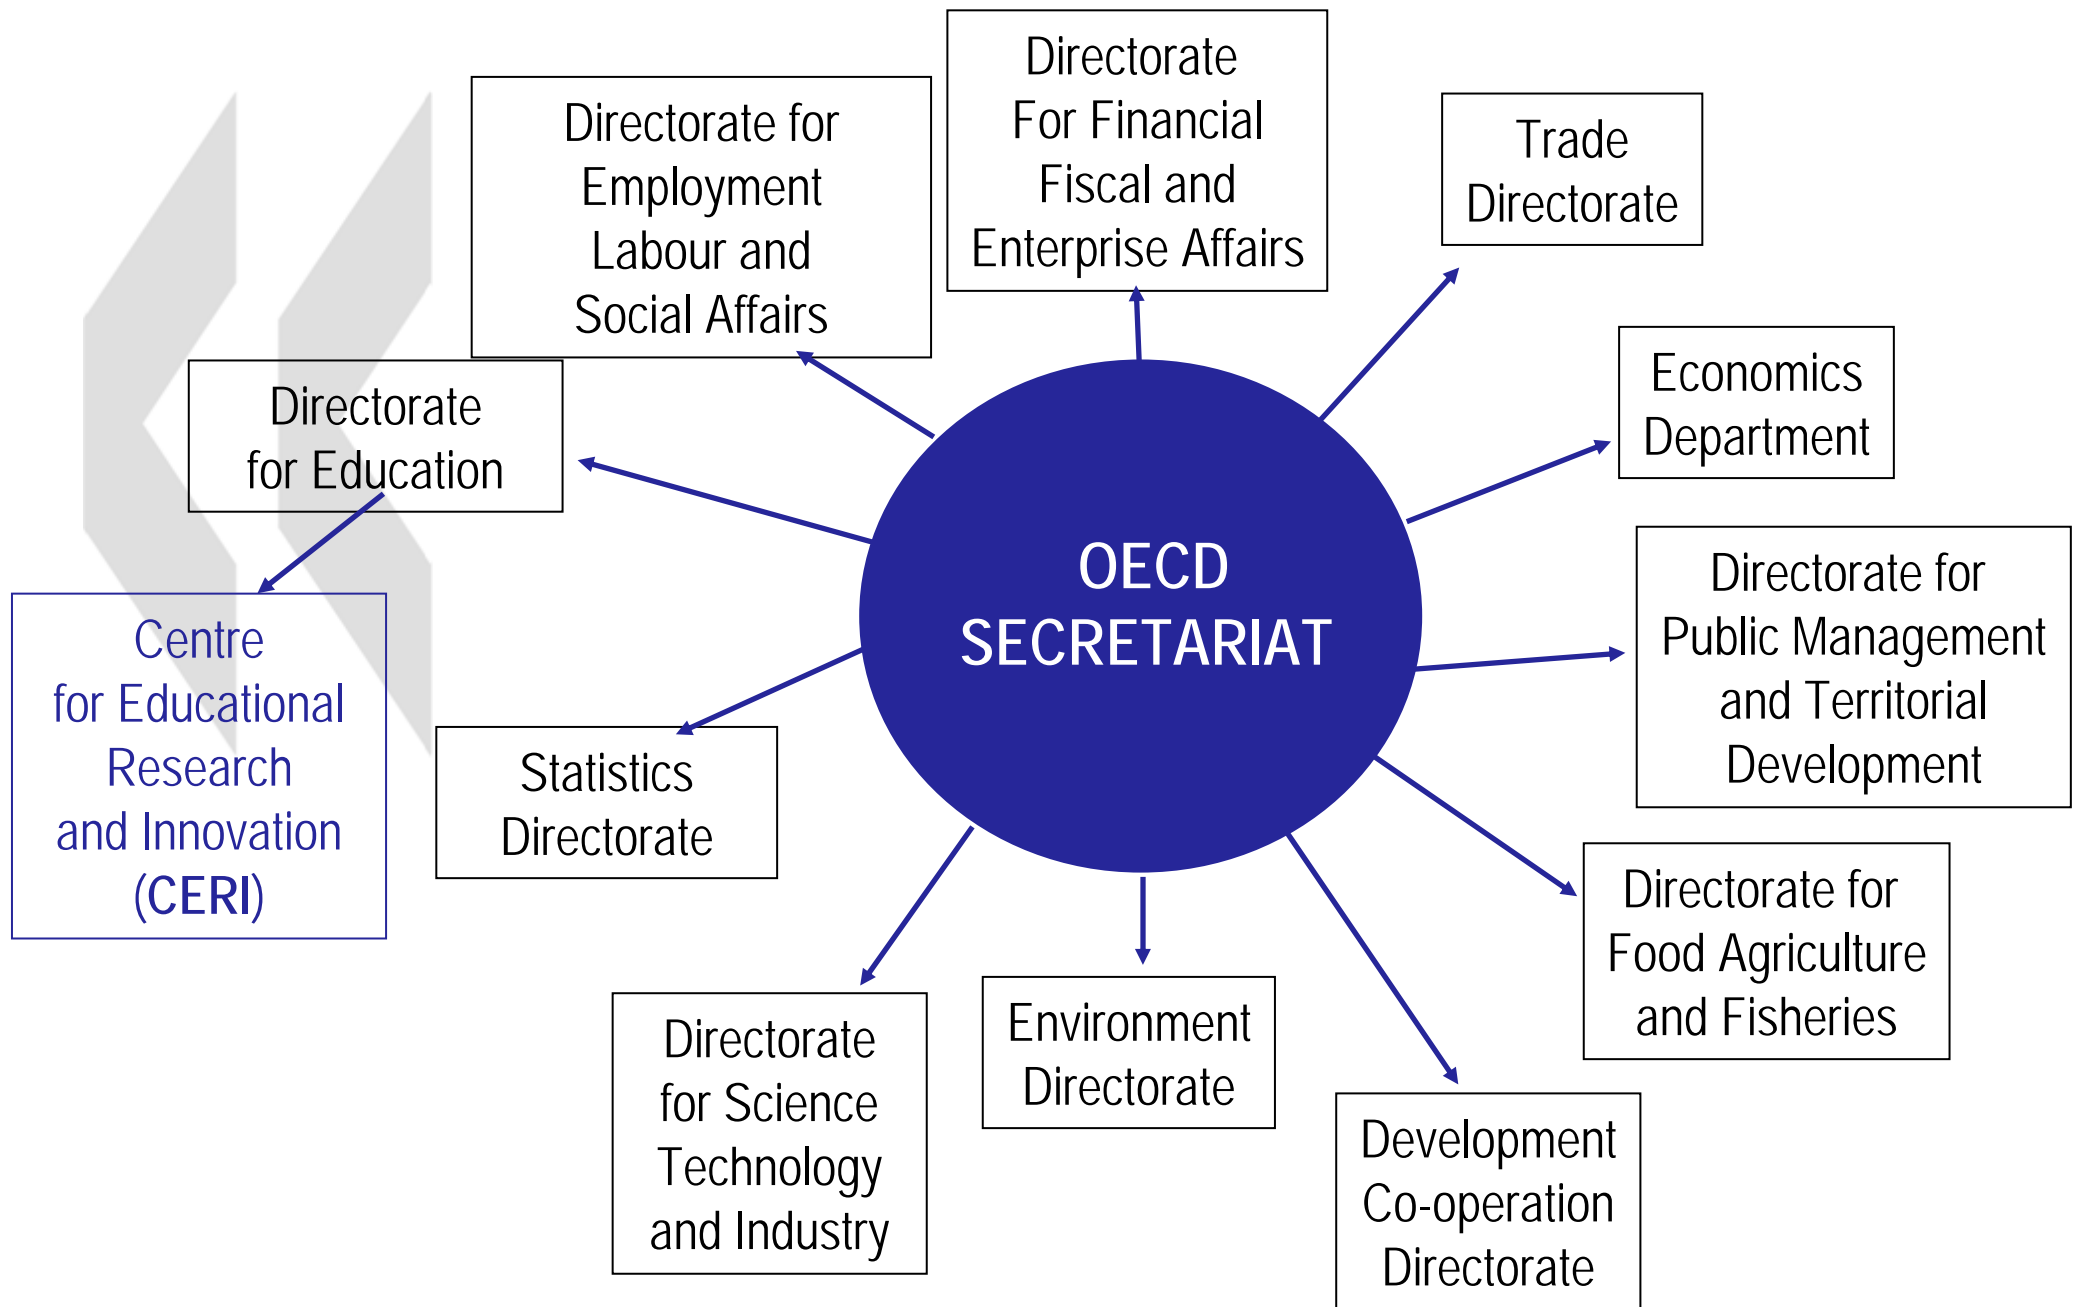 Directorate
For Financial
Fiscal and
Enterprise Affairs
Directorate for
Employment
Labour and
Social Affairs
Trade
Directorate
Economics
Department
Directorate
for Education
OECD
SECRETARIAT
Directorate for
Public Management
and Territorial
Development
Centre
for Educational
Research
and Innovation
(CERI)
Statistics
Directorate
Directorate for
Food Agriculture
and Fisheries
Directorate
for Science
Technology
and Industry
Environment
Directorate
Development
Co-operation
Directorate